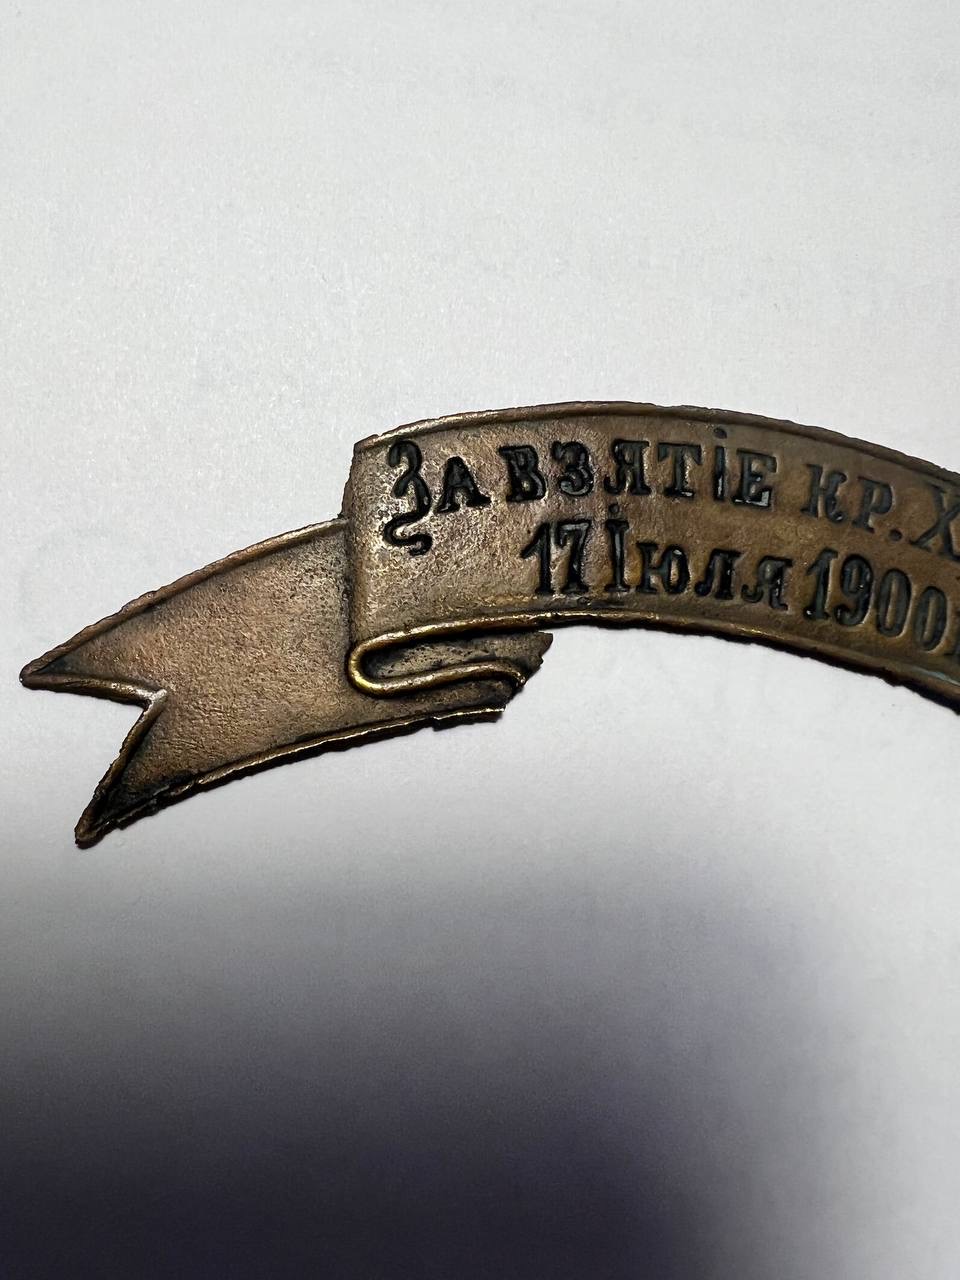 За взятіе кр. Х
17 Іюля 1900